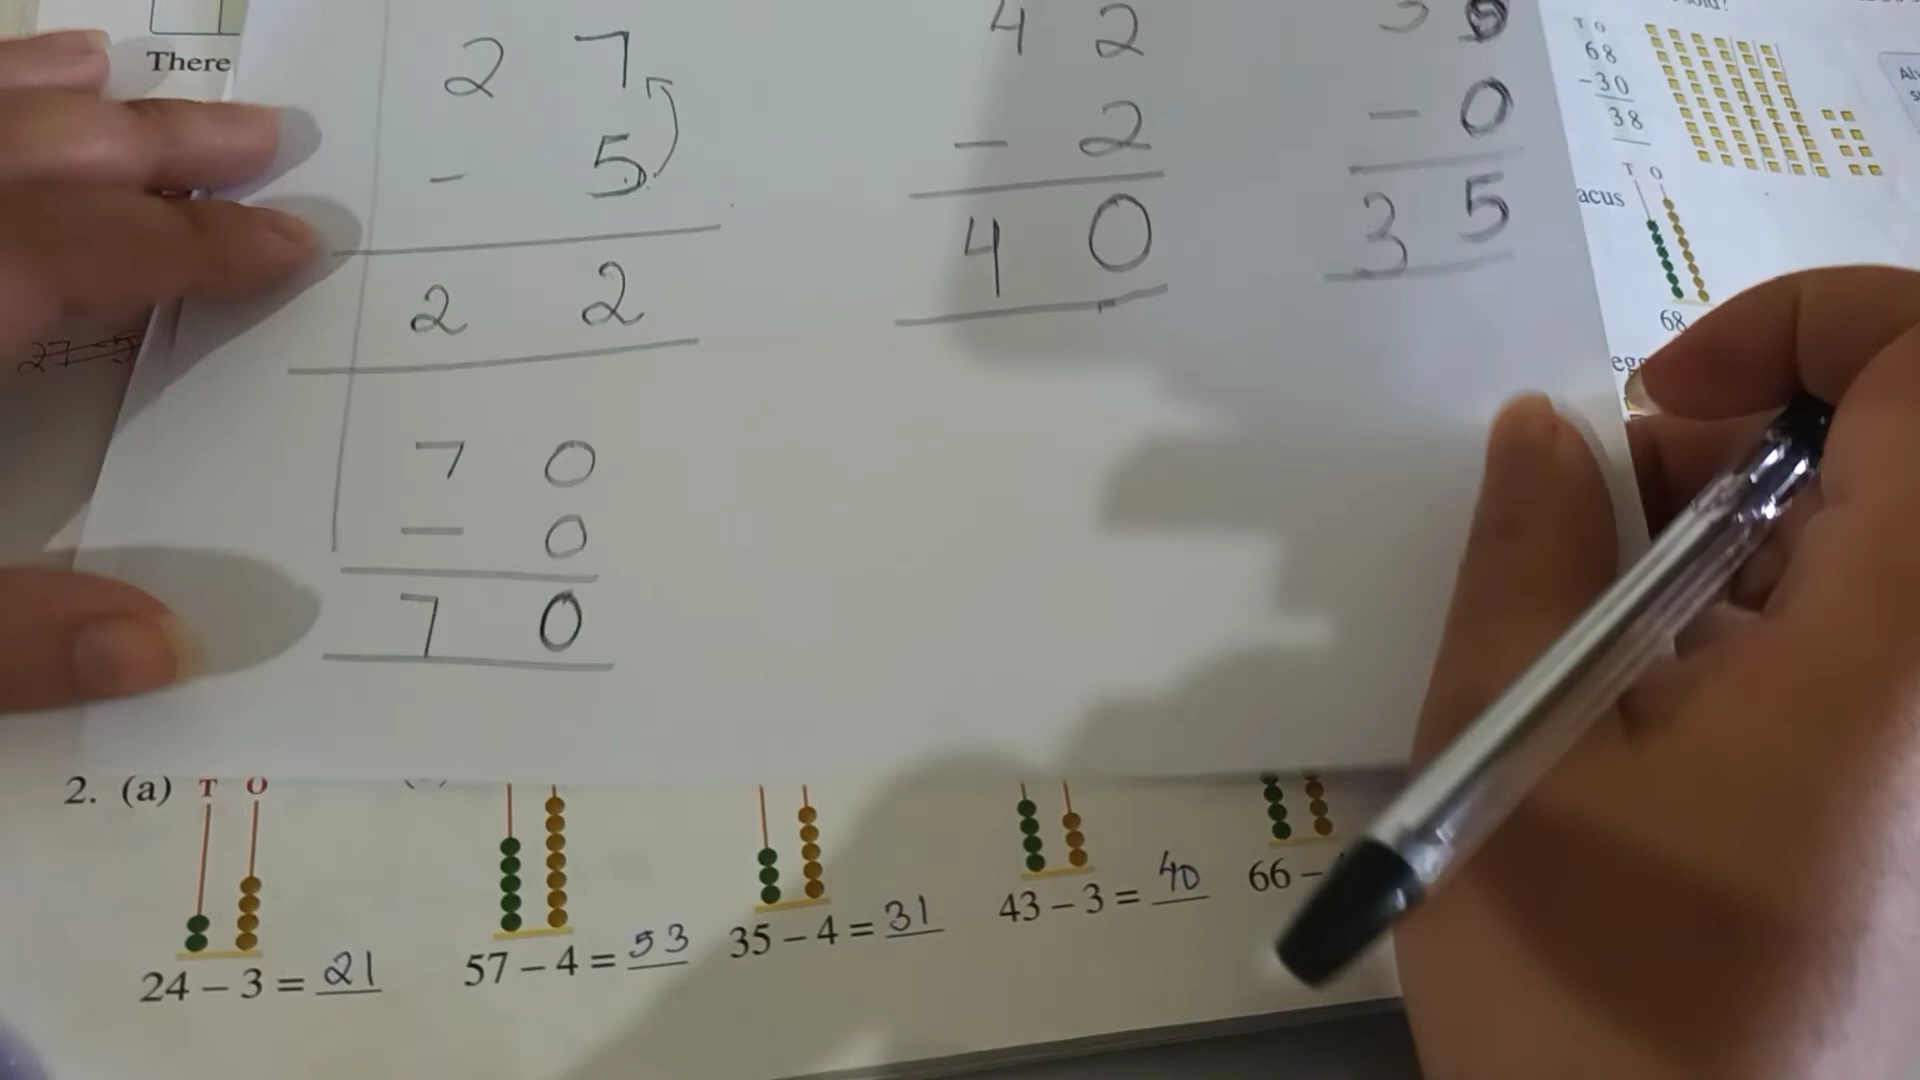 There
2 7
- 5
2 2
7 0
- 0
7 0
4 2
- 2
4 0
- 0
3 5
T O
68
-30
38
T O
acus
68
27-5
2. (a) T O
24 – 3 = 21
57 – 4 = 53
35 – 4 = 31
43 – 3 = 40
66 –